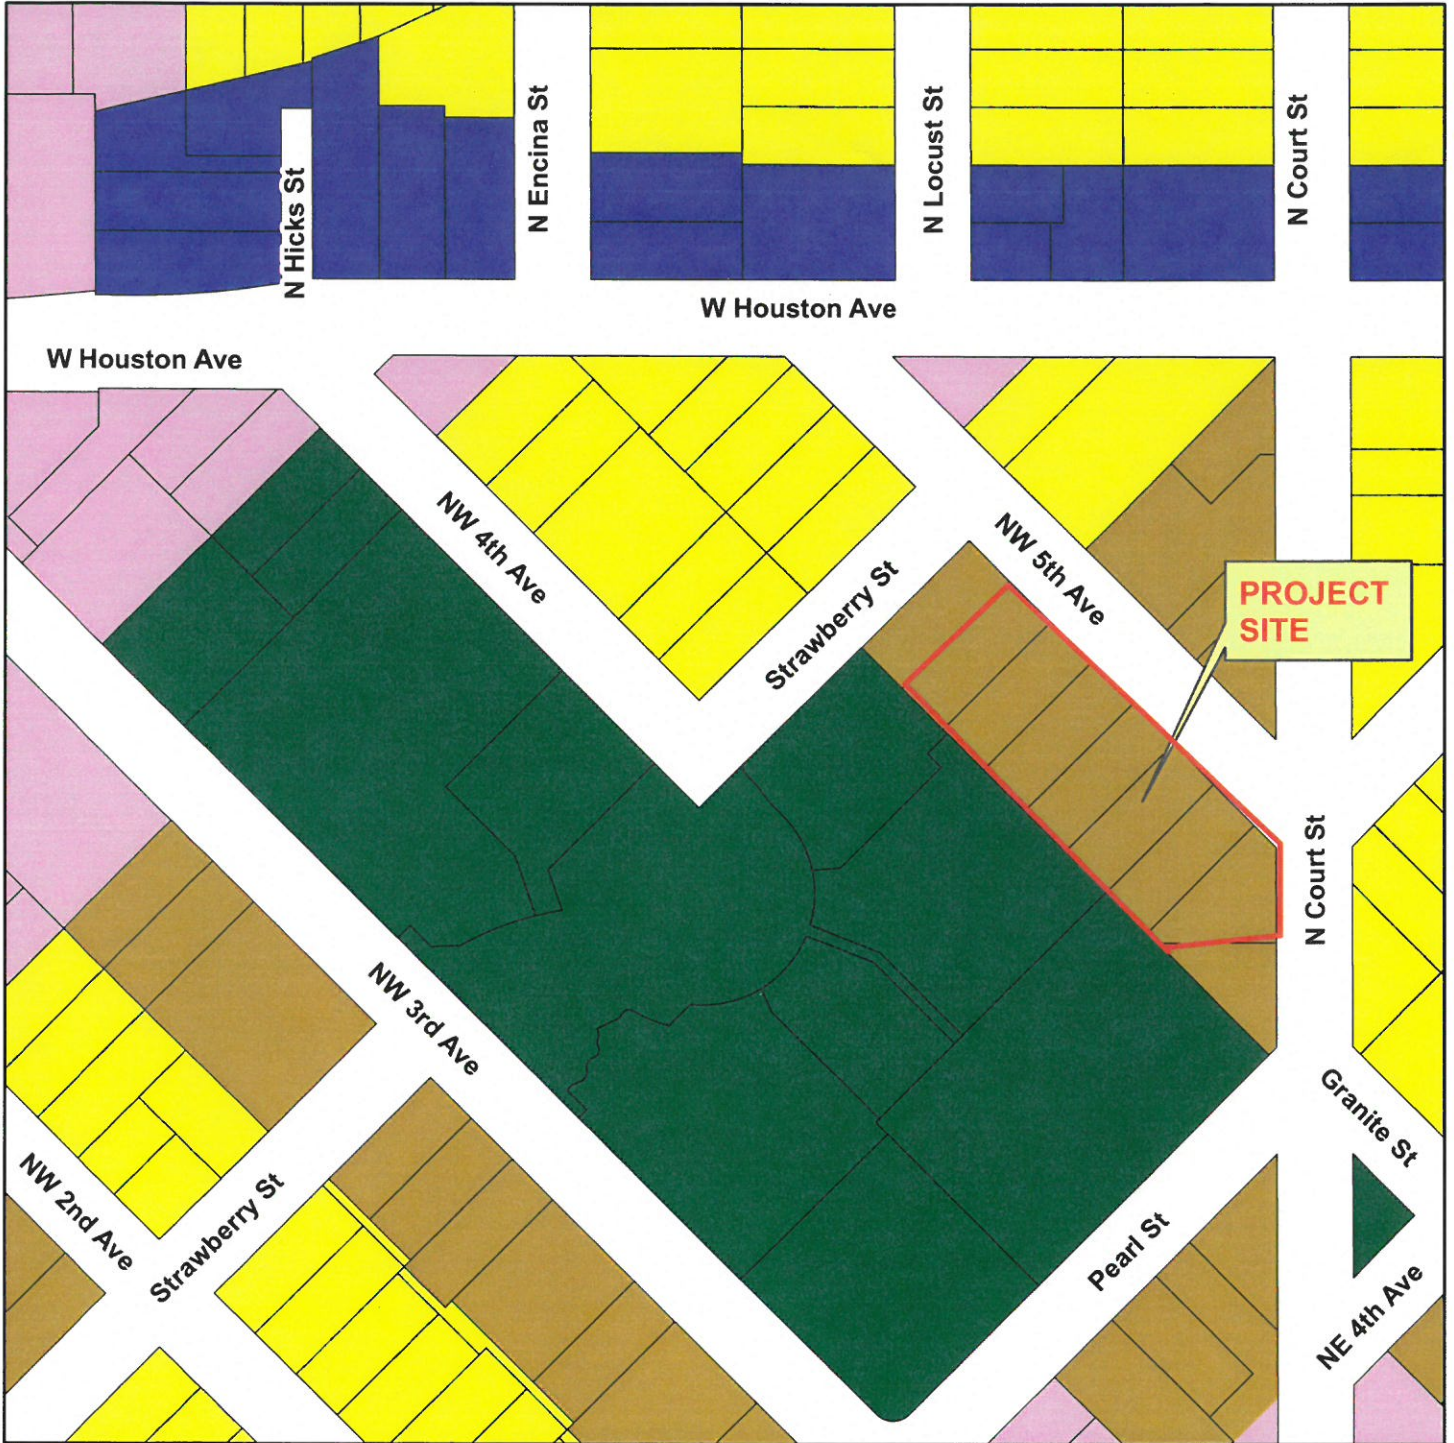 N Hicks St
N Encina St
N Locust St
N Court St
W Houston Ave
W Houston Ave
NW 4th Ave
Strawberry St
NW 5th Ave
PROJECT
SITE
N Court St
NW 3rd Ave
Granite St
NW 2nd Ave
Strawberry St
Pearl St
NE 4th Ave